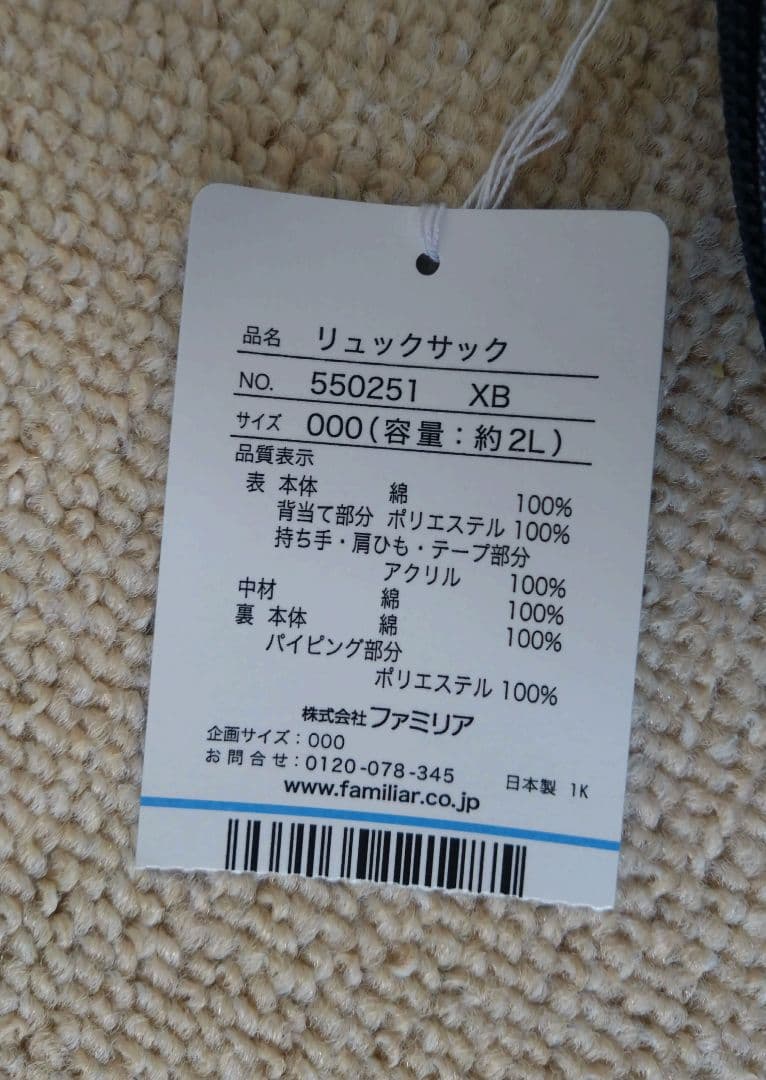 品名 リュックサック
NO. 550251 XB
サイズ 000(容量:約2L)
品質表示
表 本体 綿 100%
背当て部分 ポリエステル 100%
持ち手・肩ひも・テープ部分
アクリル 100%
中材 綿 100%
裏 本体 綿 100%
パイピング部分
ポリエステル 100%
株式会社ファミリア
企画サイズ:000
お問合せ:0120-078-345 日本製 1K
www.familiar.co.jp